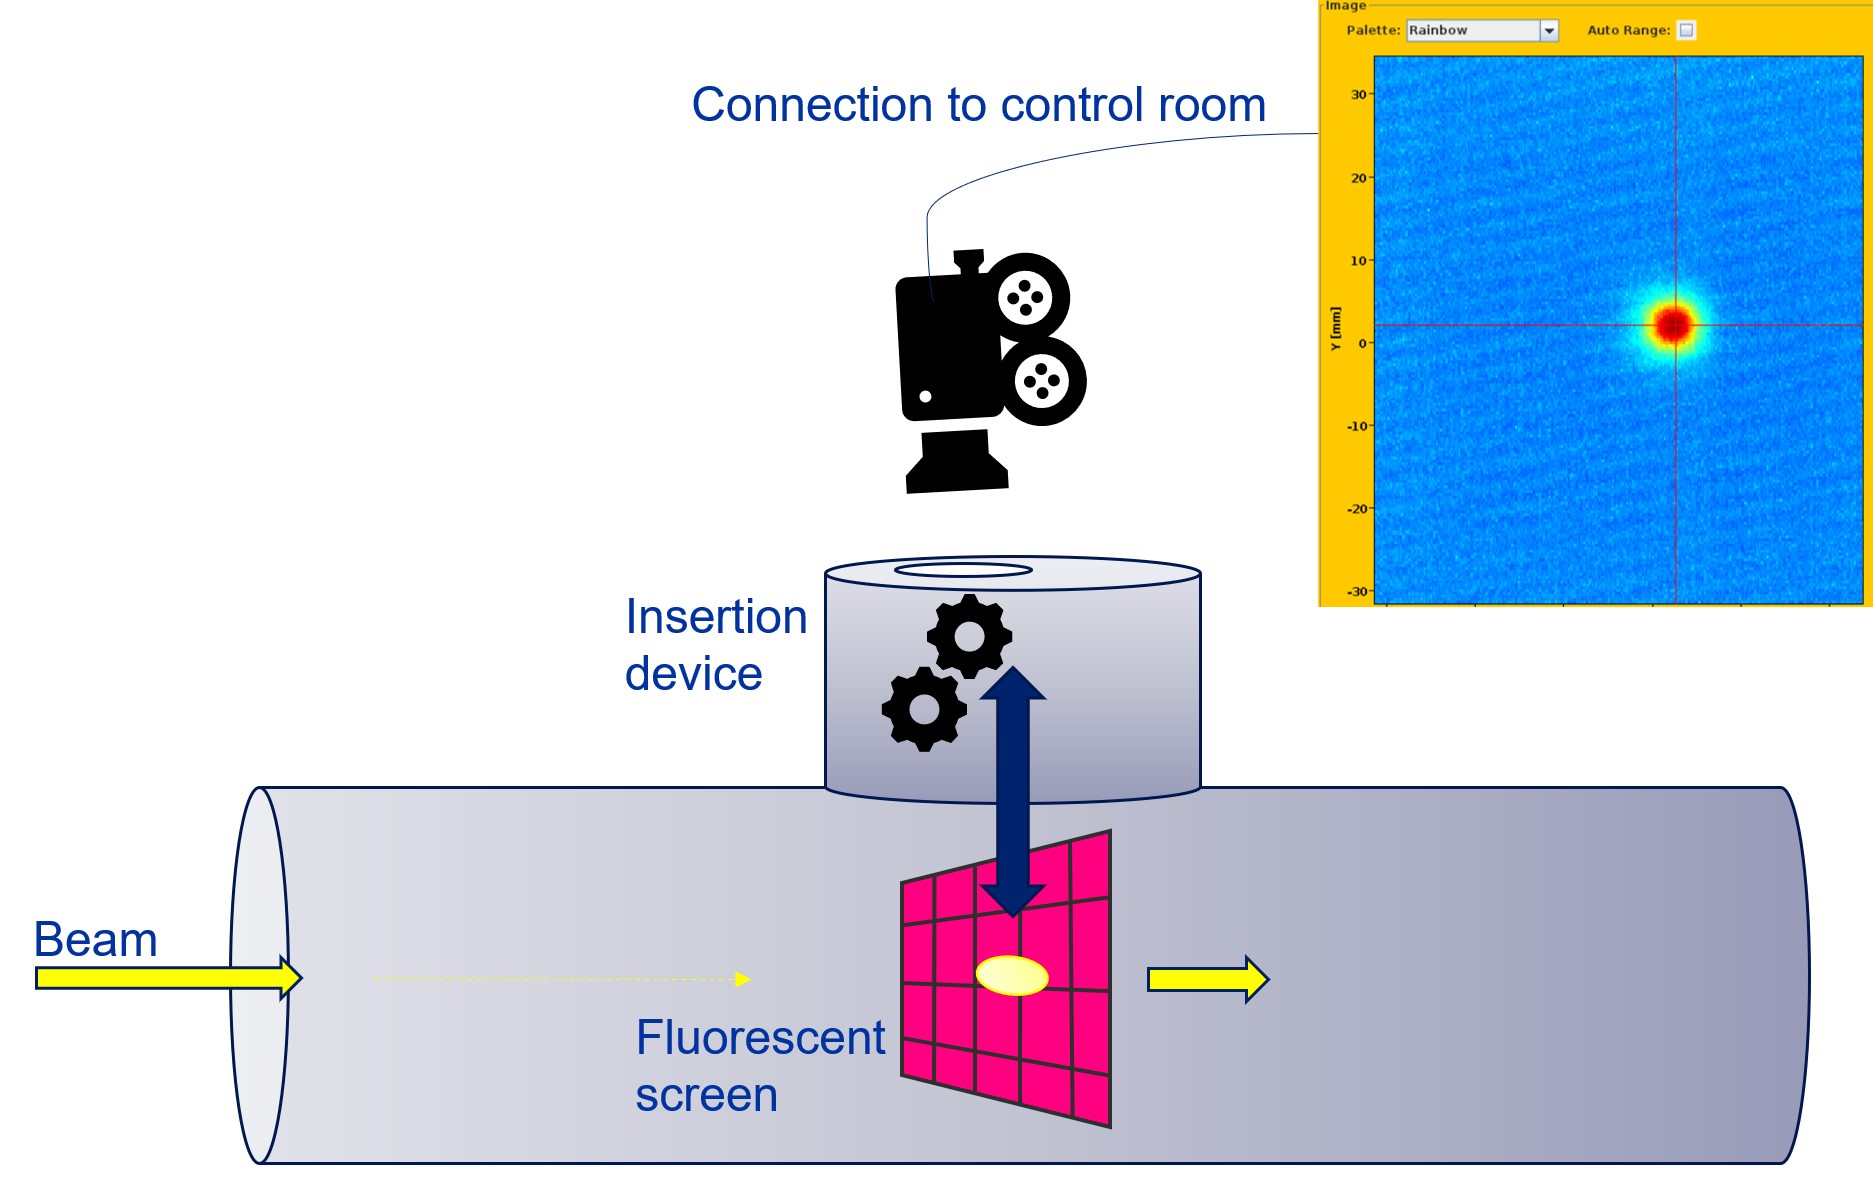 Image
Palette: Rainbow Auto Range:
Connection to control room
30
20
10
Y [mm]
0
-10
-20
-30
Insertion
device
Beam
Fluorescent
screen